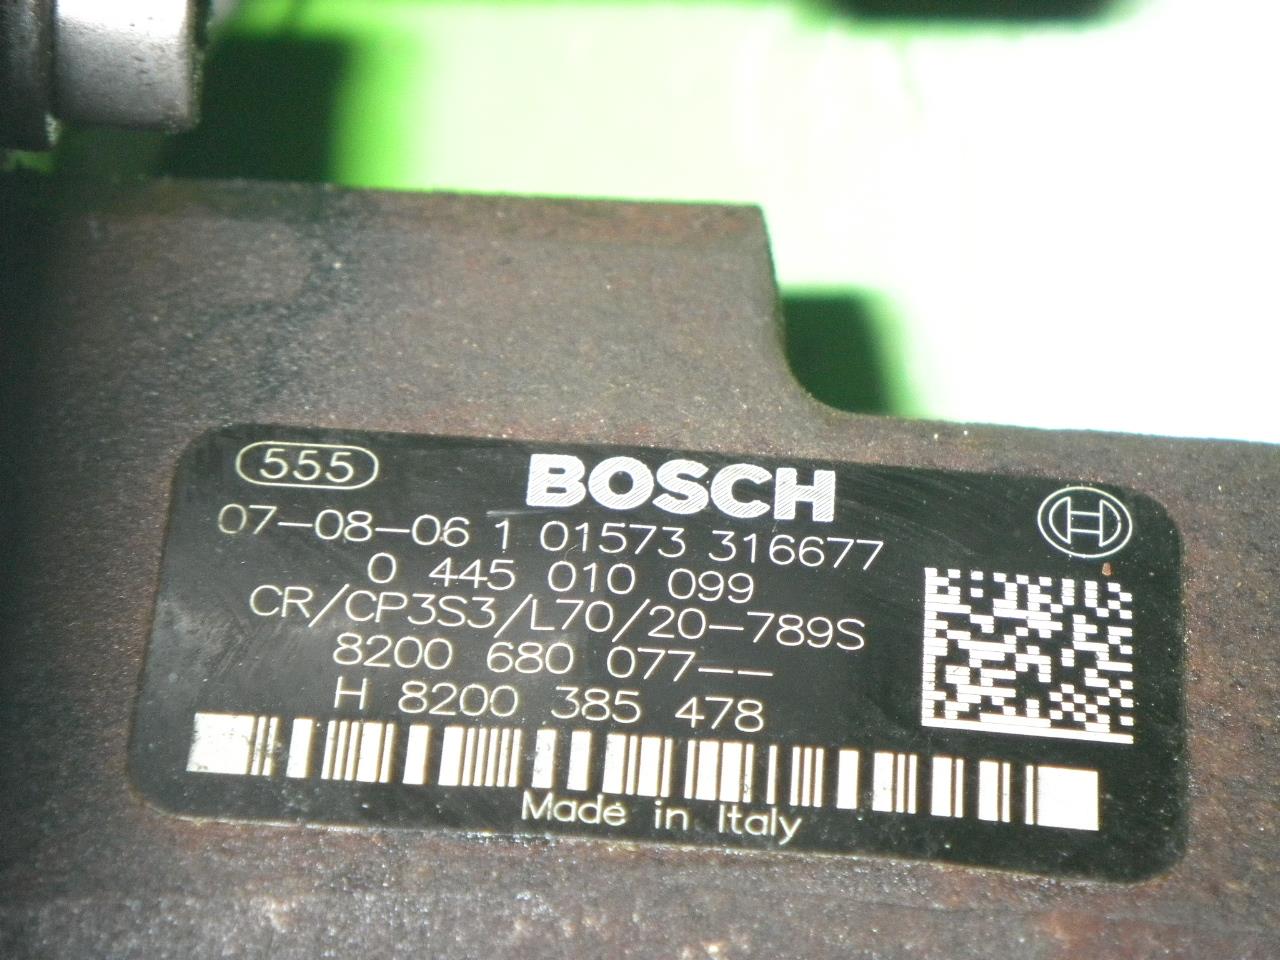 555 BOSCH
07-08-06 1 01573 316677
0 445 010 099
CR/CP3S3/L70/20-789S
8200 680 077--
H 8200 385 478
Made in Italy